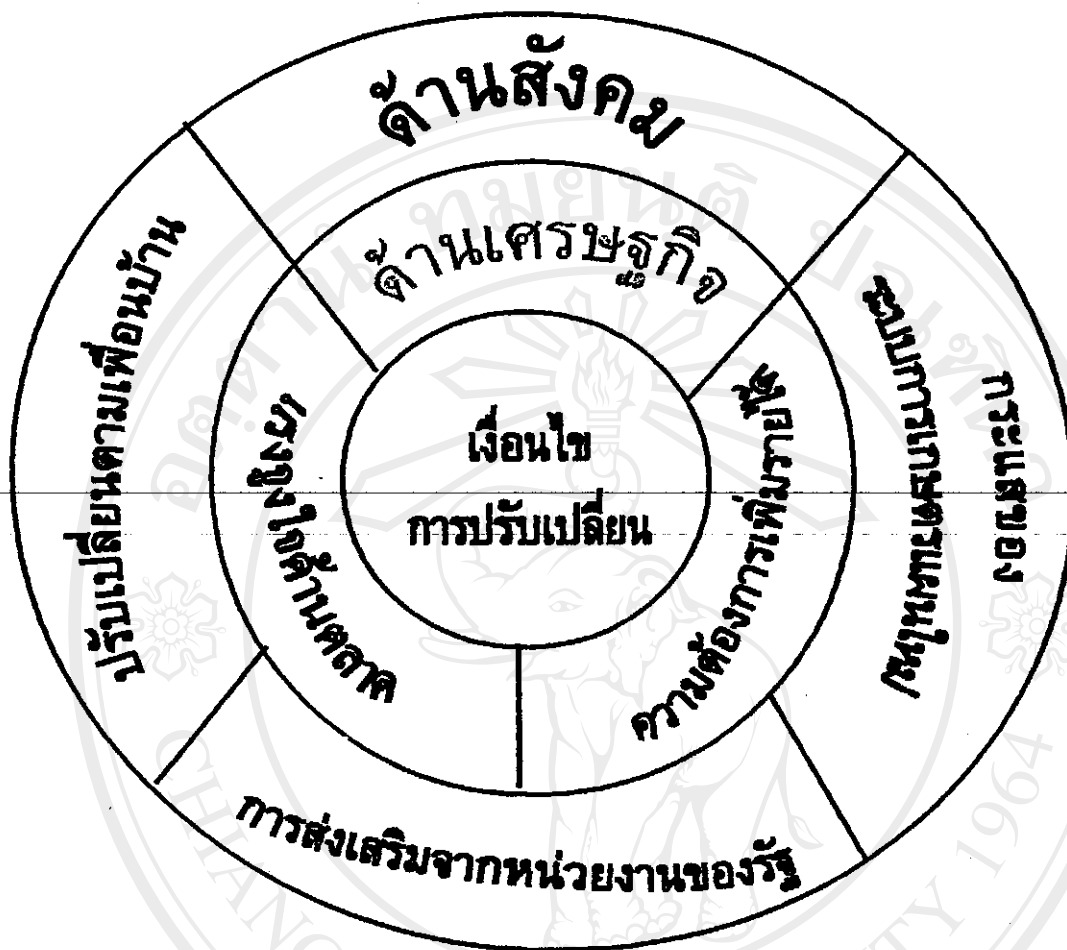 ด้านสังคม
ด้านเศรษฐกิจ
เงื่อนไข
การปรับเปลี่ยน
แรงจูงใจด้านตลาด
ความต้องการเพิ่มรายได้
ปรับเปลี่ยนตามเพื่อนบ้าน
กระแสของ
ระบบการเกษตรแผนใหม่
การส่งเสริมจากหน่วยงานของรัฐ
CHIANG
UNIVERSITY 1964